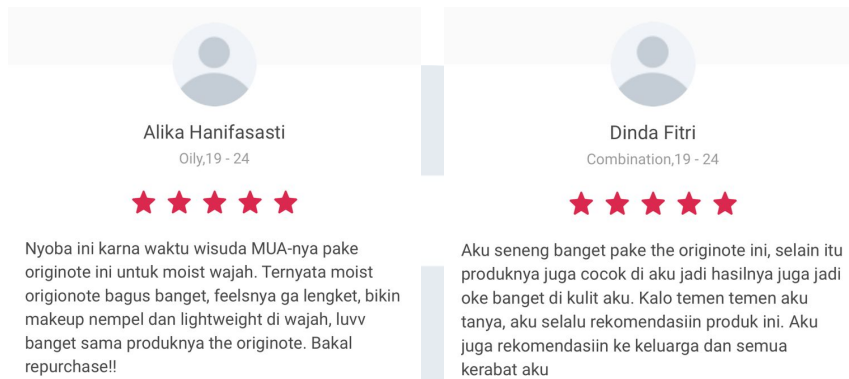 Alika Hanifasasti
Oily,19 - 24
Nyoba ini karna waktu wisuda MUA-nya pake
originote ini untuk moist wajah. Ternyata moist
origionote bagus banget, feelsnya ga lengket, bikin
makeup nempel dan lightweight di wajah, luvv
banget sama produknya the originote. Bakal
repurchase!!
Dinda Fitri
Combination,19 - 24
Aku seneng banget pake the originote ini, selain itu
produknya juga cocok di aku jadi hasilnya juga jadi
oke banget di kulit aku. Kalo temen temen aku
tanya, aku selalu rekomendasiin produk ini. Aku
juga rekomendasiin ke keluarga dan semua
kerabat aku